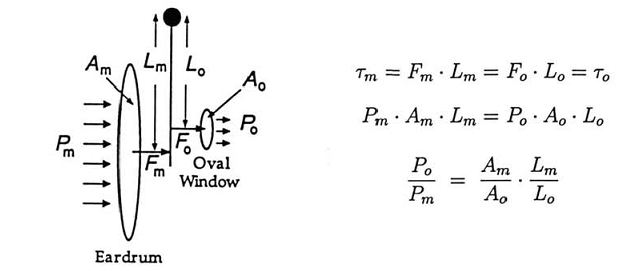 A_m
L_m L_o
A_o
P_m
P_o
F_m
F_o
Oval
Window
Eardrum
τ_m = F_m · L_m = F_o · L_o = τ_o
P_m · A_m · L_m = P_o · A_o · L_o
P_o/P_m = A_m/A_o · L_m/L_o